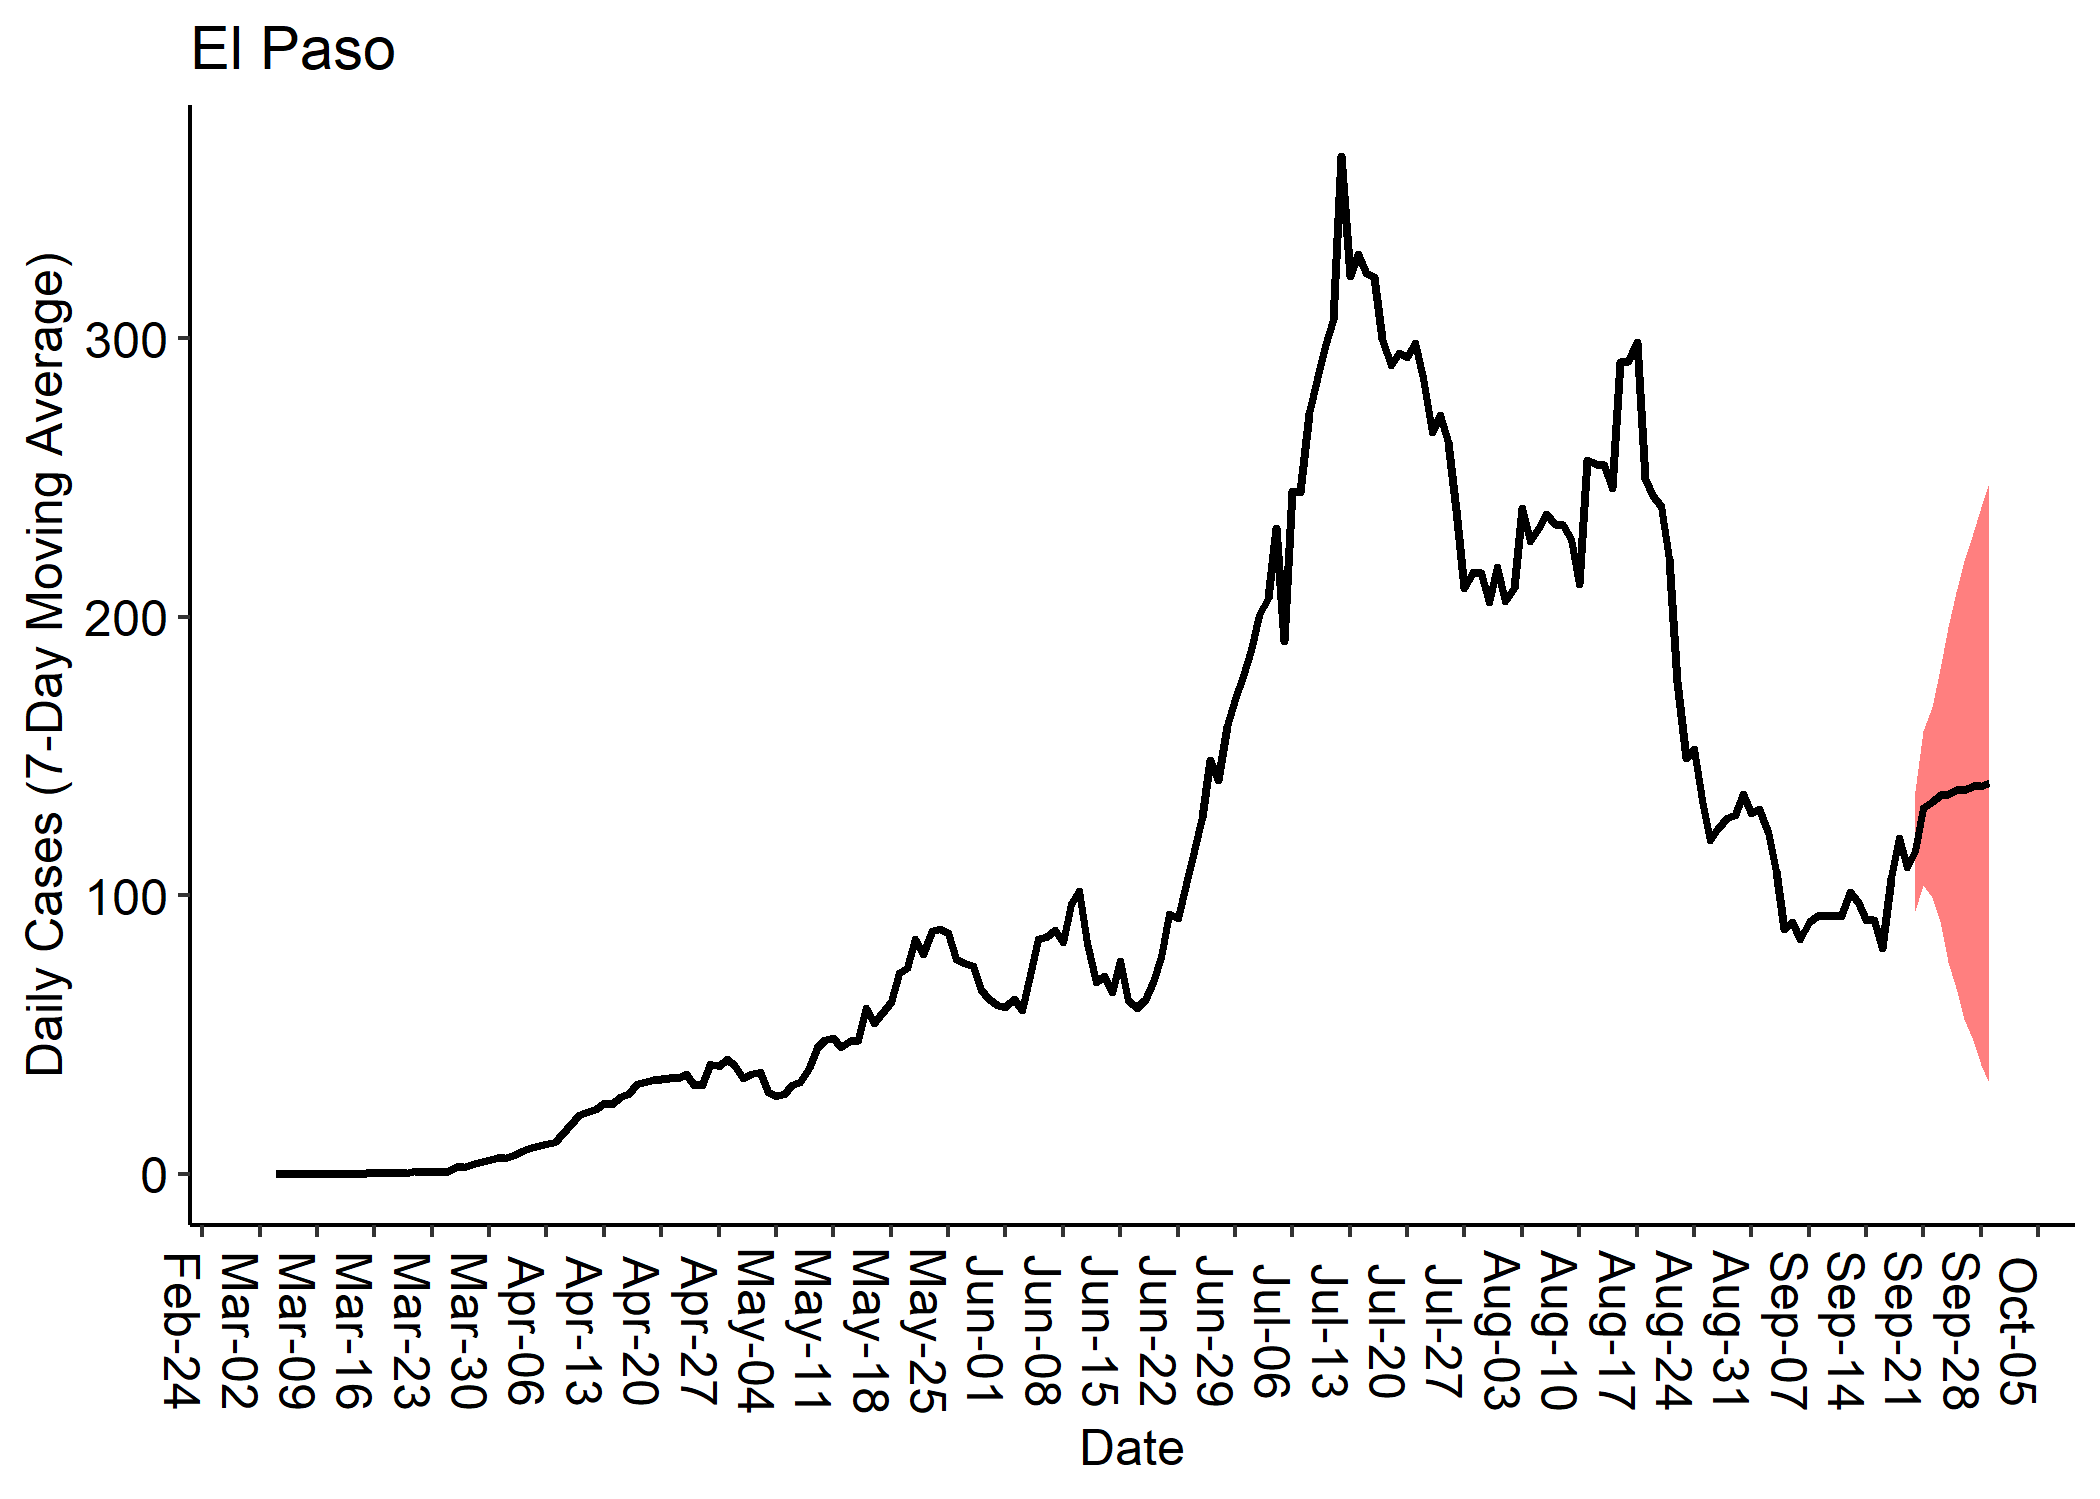 El Paso
Daily Cases (7-Day Moving Average)
300
200
100
0
Feb-24
Mar-02
Mar-09
Mar-16
Mar-23
Mar-30
Apr-06
Apr-13
Apr-20
Apr-27
May-04
May-11
May-18
May-25
Jun-01
Jun-08
Jun-15
Jun-22
Jun-29
Jul-06
Jul-13
Jul-20
Jul-27
Aug-03
Aug-10
Aug-17
Aug-24
Aug-31
Sep-07
Sep-14
Sep-21
Sep-28
Oct-05
Date